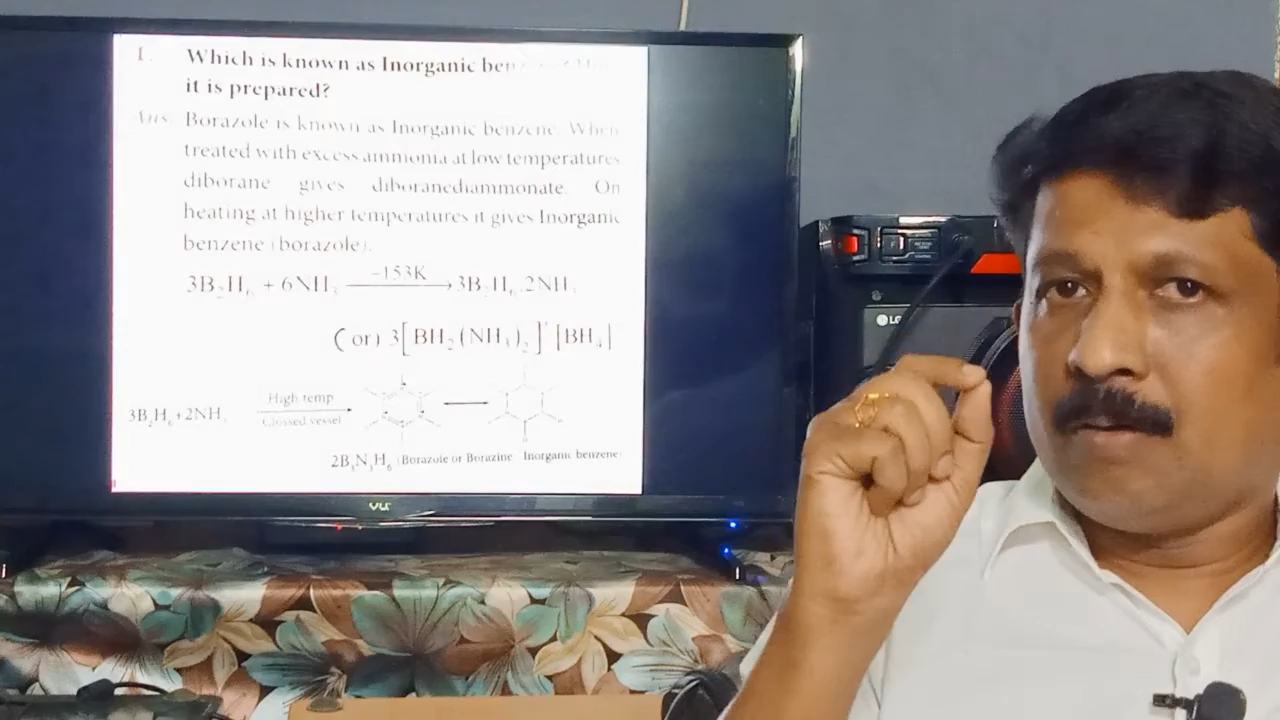 1. Which is known as Inorganic
it is prepared?
Ans. Borazole is known as Inorganic benzene. When
treated with excess ammonia at low temperatures
diborane gives diboranediammonate. On
heating at higher temperatures it gives Inorganic
benzene (borazole).
3B₂H₆ + 6NH₃ –153K → 3B₂H₆.2NH₃
(or) 3[BH₂(NH₃)₂]⁺[BH₄]
3B₂H₆+2NH₃ High temp
Clossed vessel
2B₃N₃H₆ (Borazole or Borazine Inorganic benzene)
vu
F
LG